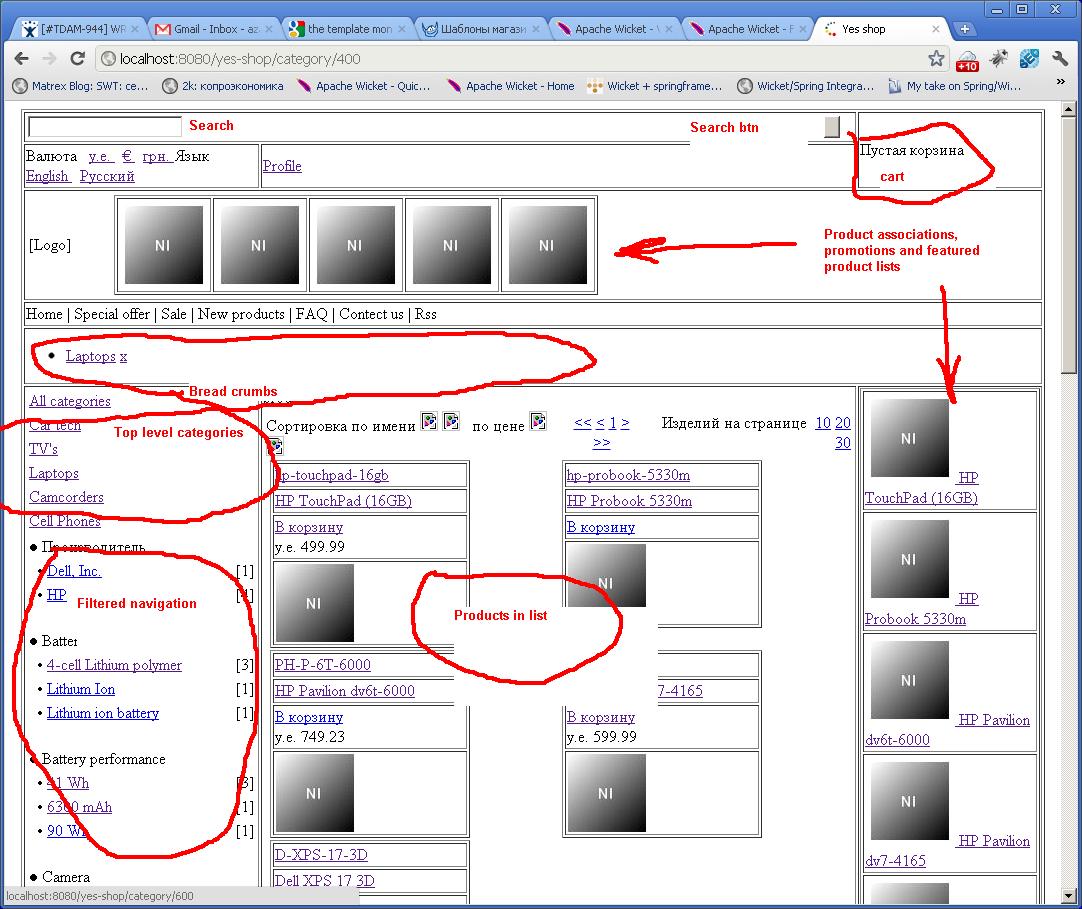 [#TDAM-944] WR
Gmail - Inbox - aza
the template mon
Шаблоны магази
Apache Wicket - \
Apache Wicket - F
Yes shop
localhost:8080/yes-shop/category/400
+10
Matrex Blog: SWT: ce...
2k: копроэкономика
Apache Wicket - Quic...
Apache Wicket - Home
Wicket + springframe...
Wicket/Spring Integra...
My take on Spring/Wi...
»
Search
Search btn
Валюта у.е. € грн. Язык
English Русский
Profile
Пустая корзина
cart
[Logo]
NI
NI
NI
NI
NI
Product associations,
promotions and featured
product lists
Home | Special offer | Sale | New products | FAQ | Contect us | Rss
Laptops x
Bread crumbs
All categories
Car tech
Top level categories
TV's
Laptops
Camcorders
Cell Phones
Производитель
Dell, Inc. [1]
HP
Filtered navigation
4-cell Lithium polymer [3]
Lithium Ion [1]
Lithium ion battery [1]
Battery performance
41 Wh [3]
6300 mAh [1]
90 Wh [1]
Camera
Сортировка по имени по цене
<< < 1 >
>>
Изделий на странице 10 20
30
hp-touchpad-16gb
HP TouchPad (16GB)
В корзину
у.е. 499.99
NI
hp-probook-5330m
HP Probook 5330m
В корзину
NI
Products in list
PH-P-6T-6000
HP Pavilion dv6t-6000
В корзину
у.е. 749.23
NI
7-4165
В корзину
у.е. 599.99
NI
D-XPS-17-3D
Dell XPS 17 3D
NI
HP
TouchPad (16GB)
NI
HP
Probook 5330m
NI
HP Pavilion
dv6t-6000
NI
HP Pavilion
dv7-4165
localhost:8080/yes-shop/category/600